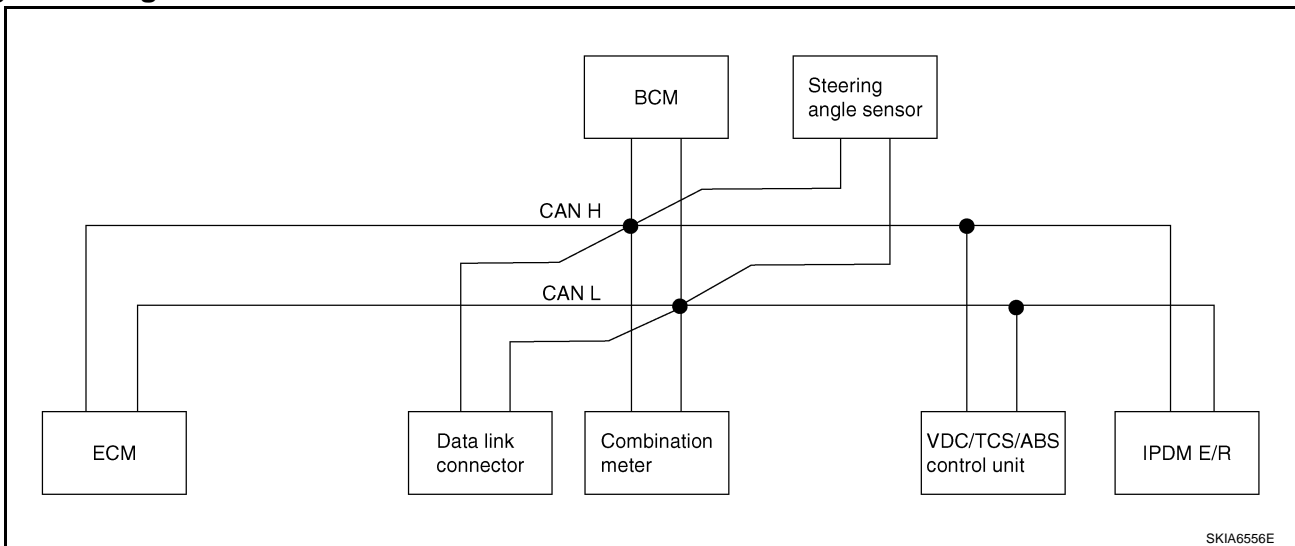 BCM
Steering
angle sensor
CAN H
CAN L
ECM
Data link
connector
Combination
meter
VDC/TCS/ABS
control unit
IPDM E/R
SKIA6556E